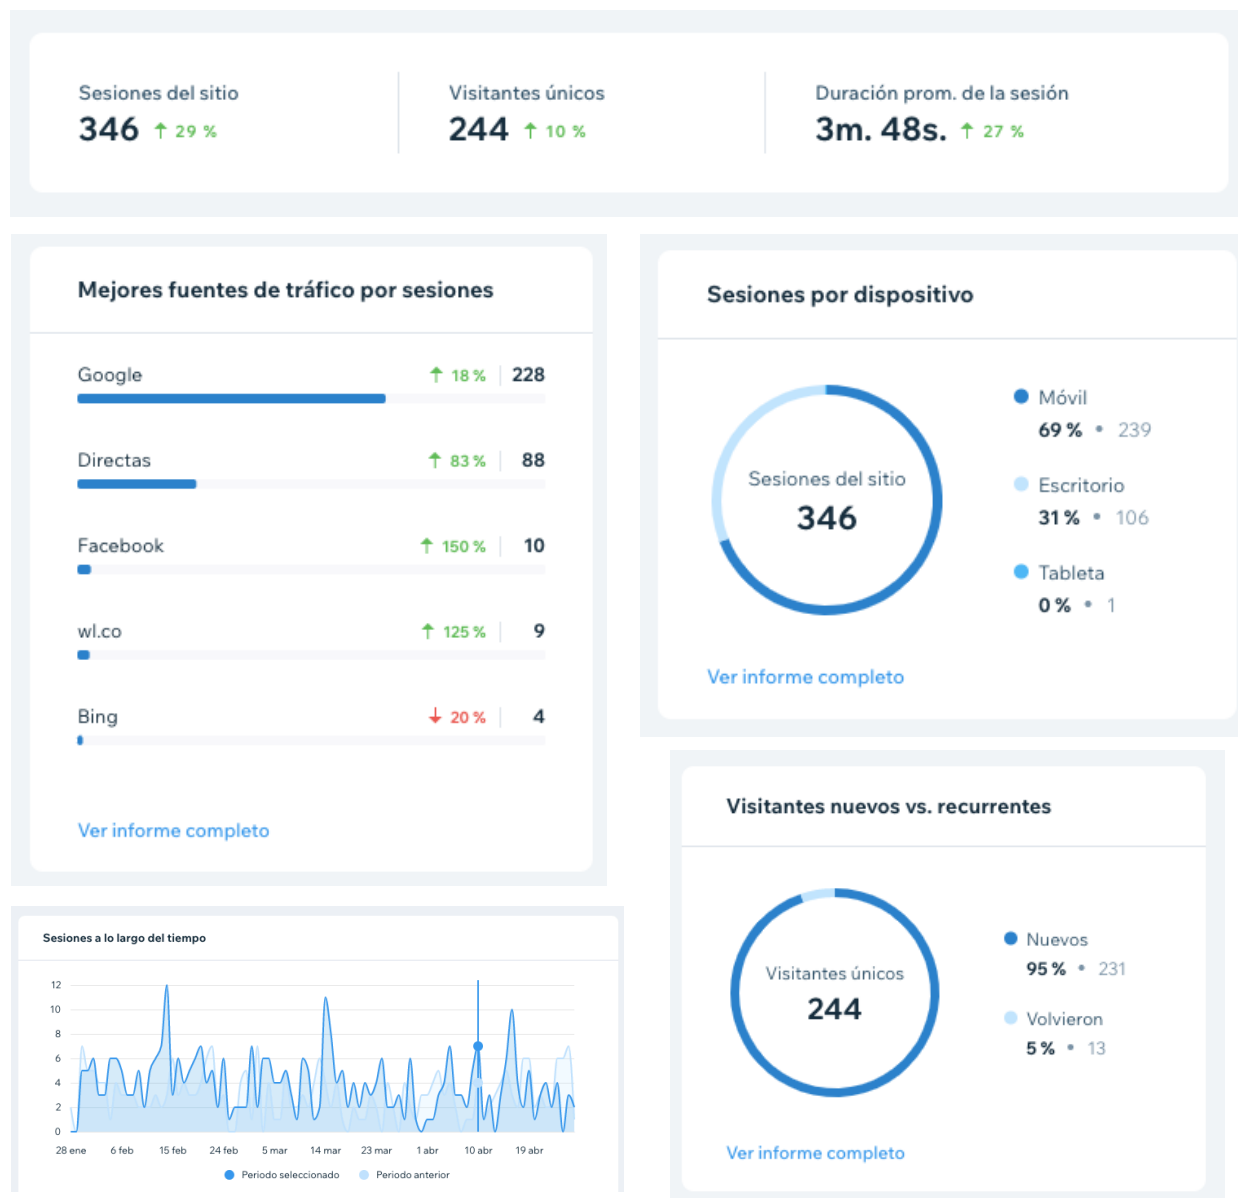 Sesiones del sitio
346 ↑ 29 %
Visitantes únicos
244 ↑ 10 %
Duración prom. de la sesión
3m. 48s. ↑ 27 %
Mejores fuentes de tráfico por sesiones
Google ↑ 18 % 228
Directas ↑ 83 % 88
Facebook ↑ 150 % 10
wl.co ↑ 125 % 9
Bing ↓ 20 % 4
Ver informe completo
Sesiones por dispositivo
Sesiones del sitio
346
Móvil
69 % • 239
Escritorio
31 % • 106
Tableta
0 % • 1
Ver informe completo
Visitantes nuevos vs. recurrentes
Visitantes únicos
244
Nuevos
95 % • 231
Volvieron
5 % • 13
Ver informe completo
Sesiones a lo largo del tiempo
12
10
8
6
4
2
0
28 ene 6 feb 15 feb 24 feb 5 mar 14 mar 23 mar 1 abr 10 abr 19 abr
Periodo seleccionado Periodo anterior